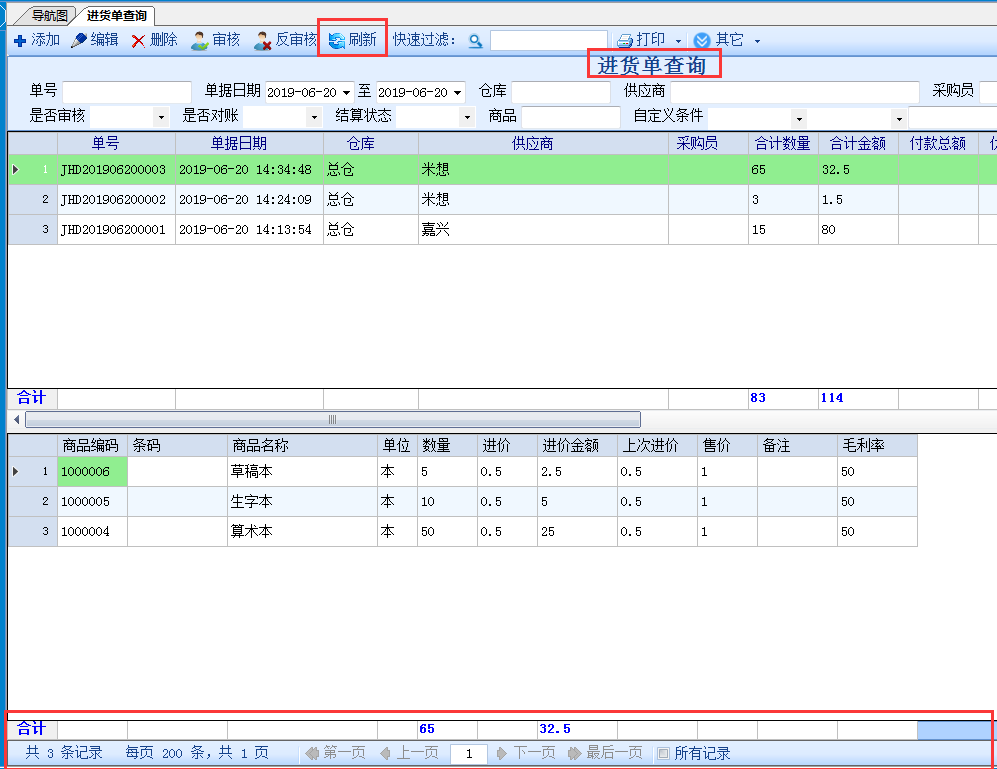 导航图 进货单查询
添加 编辑 删除 审核 反审核 刷新 快速过滤: 打印 其它
进货单查询
单号 单据日期 2019-06-20 至 2019-06-20 仓库 供应商 采购员
是否审核 是否对账 结算状态 商品 自定义条件
单号 单据日期 仓库 供应商 采购员 合计数量 合计金额 付款总额
1 JHD201906200003 2019-06-20 14:34:48 总仓 米想 65 32.5
2 JHD201906200002 2019-06-20 14:24:09 总仓 米想 3 1.5
3 JHD201906200001 2019-06-20 14:13:54 总仓 嘉兴 15 80
合计 83 114
商品编码 条码 商品名称 单位 数量 进价 进价金额 上次进价 售价 备注 毛利率
1 1000006 草稿本 本 5 0.5 2.5 0.5 1 50
2 1000005 生字本 本 10 0.5 5 0.5 1 50
3 1000004 算术本 本 50 0.5 25 0.5 1 50
合计 65 32.5
共 3 条记录 每页 200 条，共 1 页 第一页 上一页 1 下一页 最后一页 所有记录